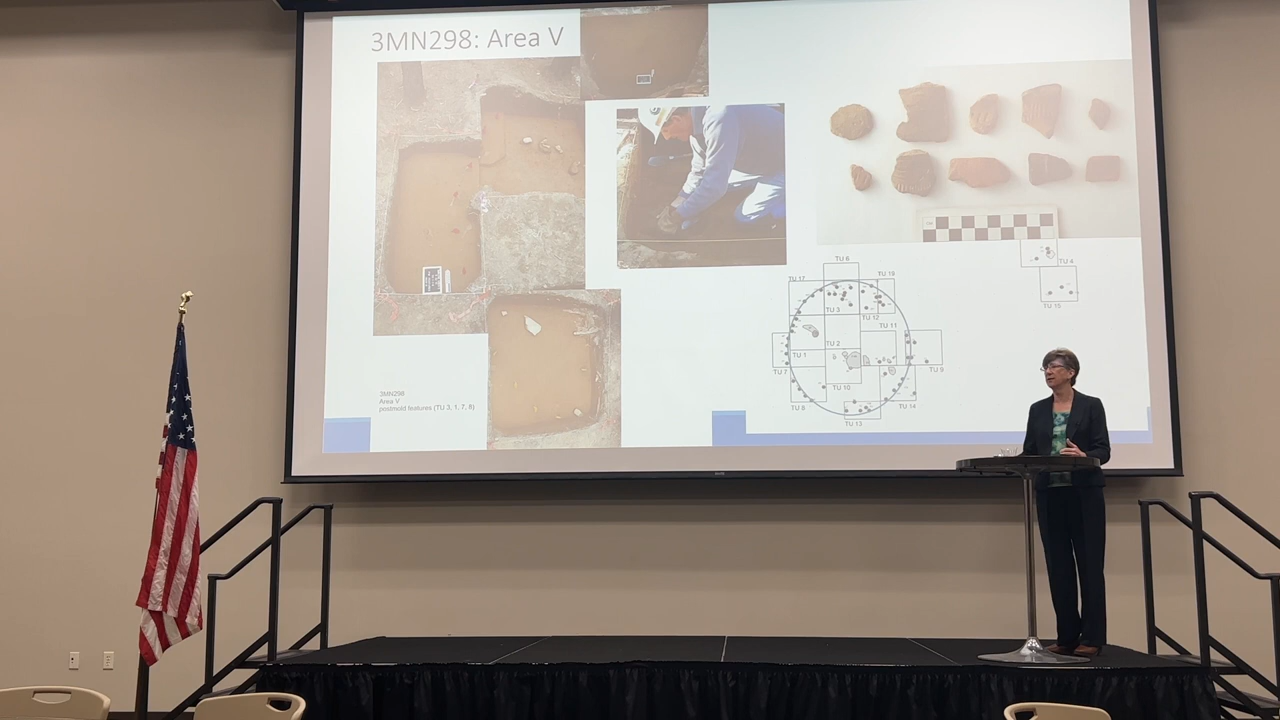 3MN298: Area V
TU 6
TU 17
TU 19
TU 4
TU 3
TU 12
TU 15
TU 11
TU 2
TU 1
TU 7
TU 9
TU 10
TU 8
TU 14
TU 13
3MN298
Area V
postmold features (TU 3, 1, 7, 8)